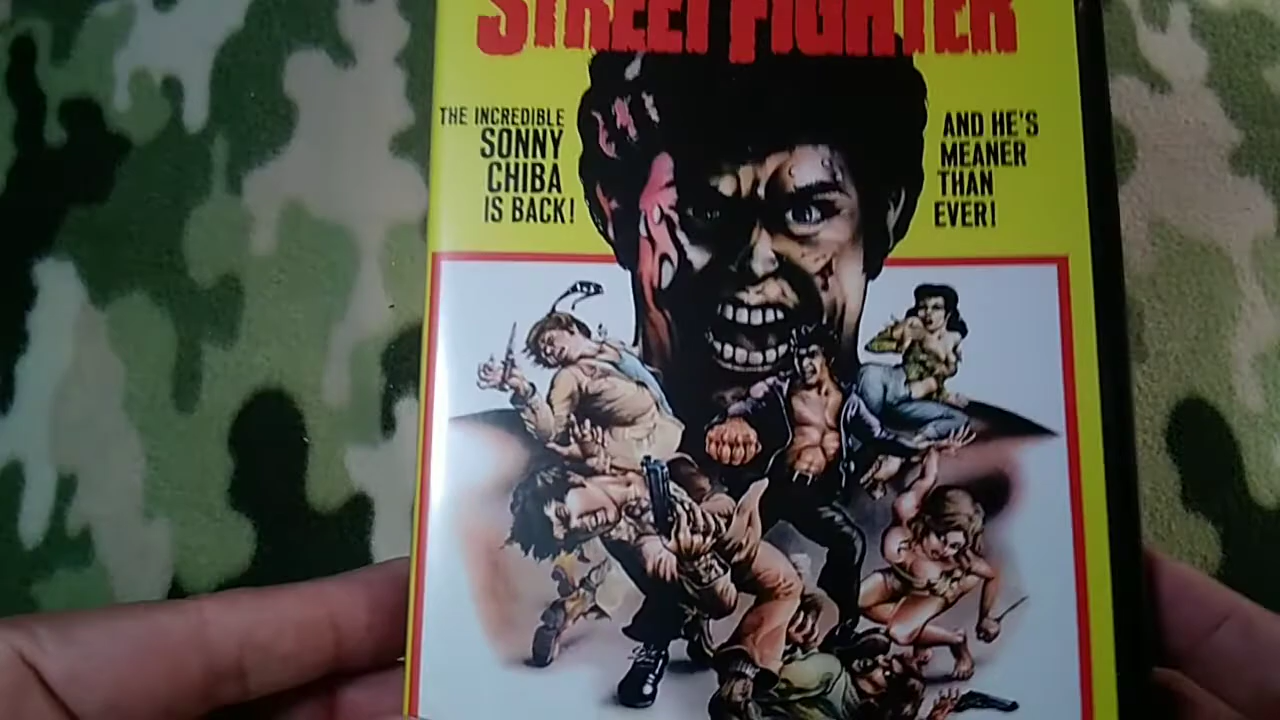 STREET FIGHTER
THE INCREDIBLE
SONNY
CHIBA
IS BACK!
AND HE'S
MEANER
THAN
EVER!